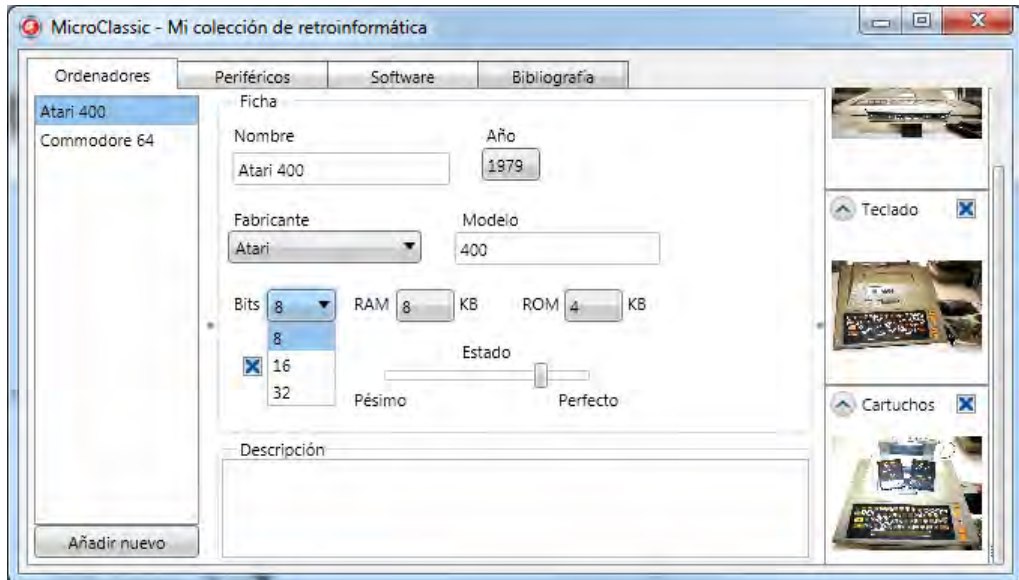 MicroClassic - Mi colección de retroinformática
Ordenadores
Periféricos
Software
Bibliografía
Atari 400
Commodore 64
Añadir nuevo
Ficha
Nombre
Año
Atari 400
1979
Fabricante
Modelo
Atari
400
Bits 8
RAM 8 KB
ROM 4 KB
8
16
32
Estado
Pésimo
Perfecto
Descripción
Teclado
Cartuchos